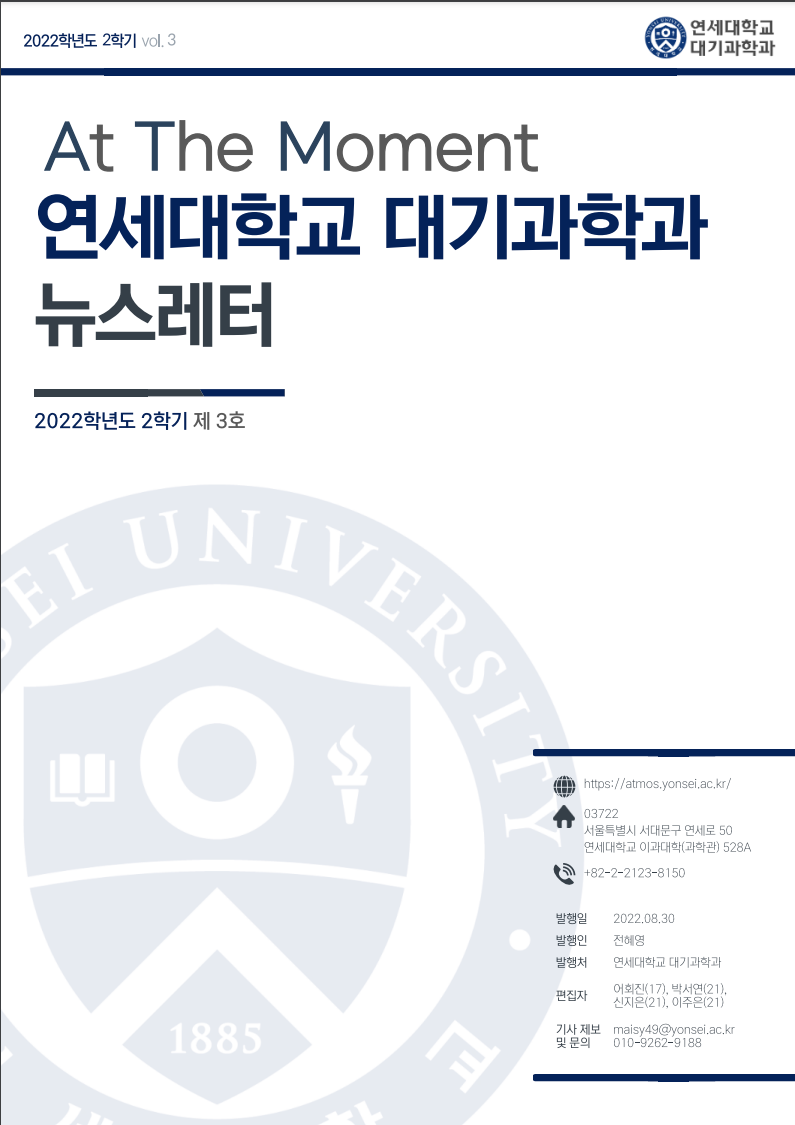 2022학년도 2학기 vol. 3
연세대학교
대기과학과
At The Moment
연세대학교 대기과학과
뉴스레터
2022학년도 2학기 제 3호
SEI UNIVERSITY
1885
https://atmos.yonsei.ac.kr/
03722
서울특별시 서대문구 연세로 50
연세대학교 이과대학(과학관) 528A
+82-2-2123-8150
발행일 2022.08.30
발행인 전혜영
발행처 연세대학교 대기과학과
편집자 어회진(17), 박서연(21),
신지은(21), 이주은(21)
기사 제보 maisy49@yonsei.ac.kr
및 문의 010-9262-9188